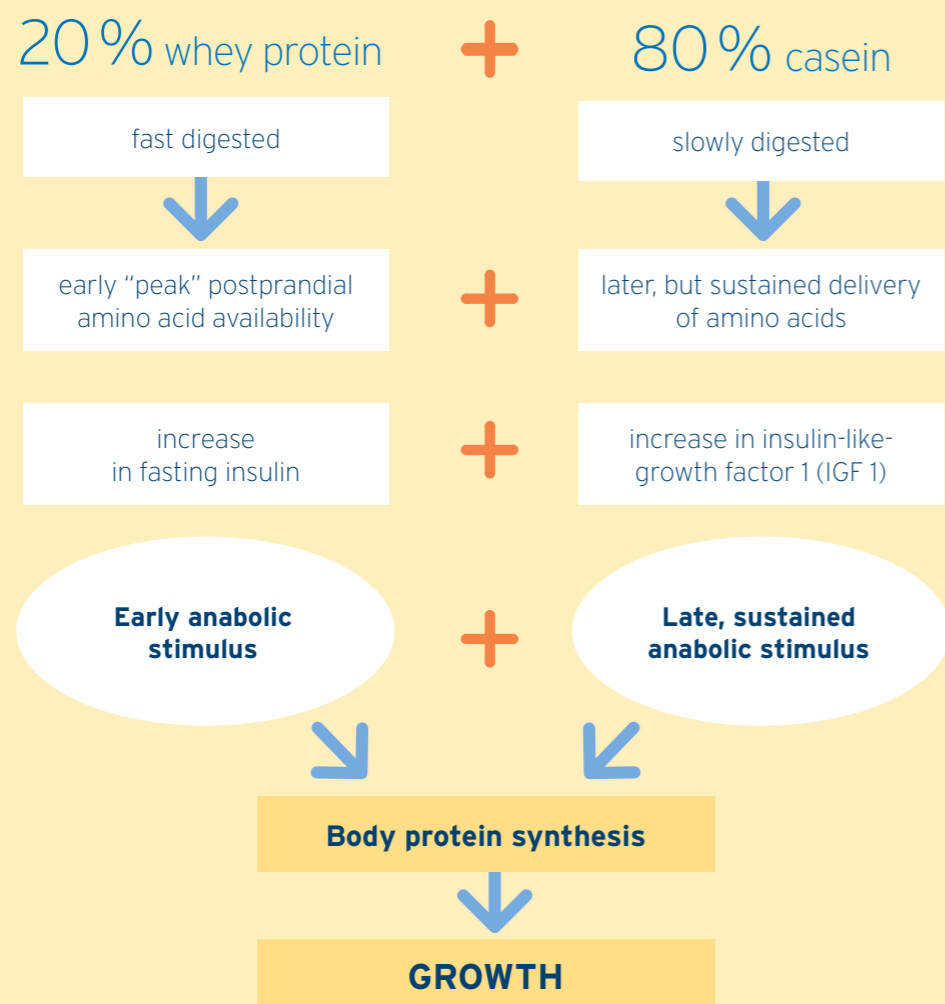 20% whey protein
+
80% casein
fast digested
slowly digested
early “peak” postprandial
amino acid availability
+
later, but sustained delivery
of amino acids
increase
in fasting insulin
+
increase in insulin-like-
growth factor 1 (IGF 1)
Early anabolic
stimulus
+
Late, sustained
anabolic stimulus
Body protein synthesis
GROWTH